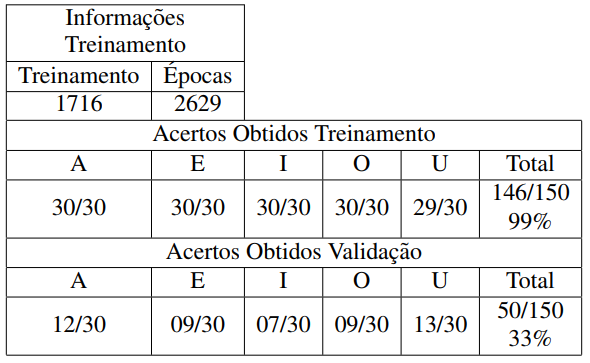 Informações
Treinamento
Treinamento Épocas
1716 2629
Acertos Obtidos Treinamento
A E I O U Total
30/30 30/30 30/30 30/30 29/30 146/150
99%
Acertos Obtidos Validação
A E I O U Total
12/30 09/30 07/30 09/30 13/30 50/150
33%